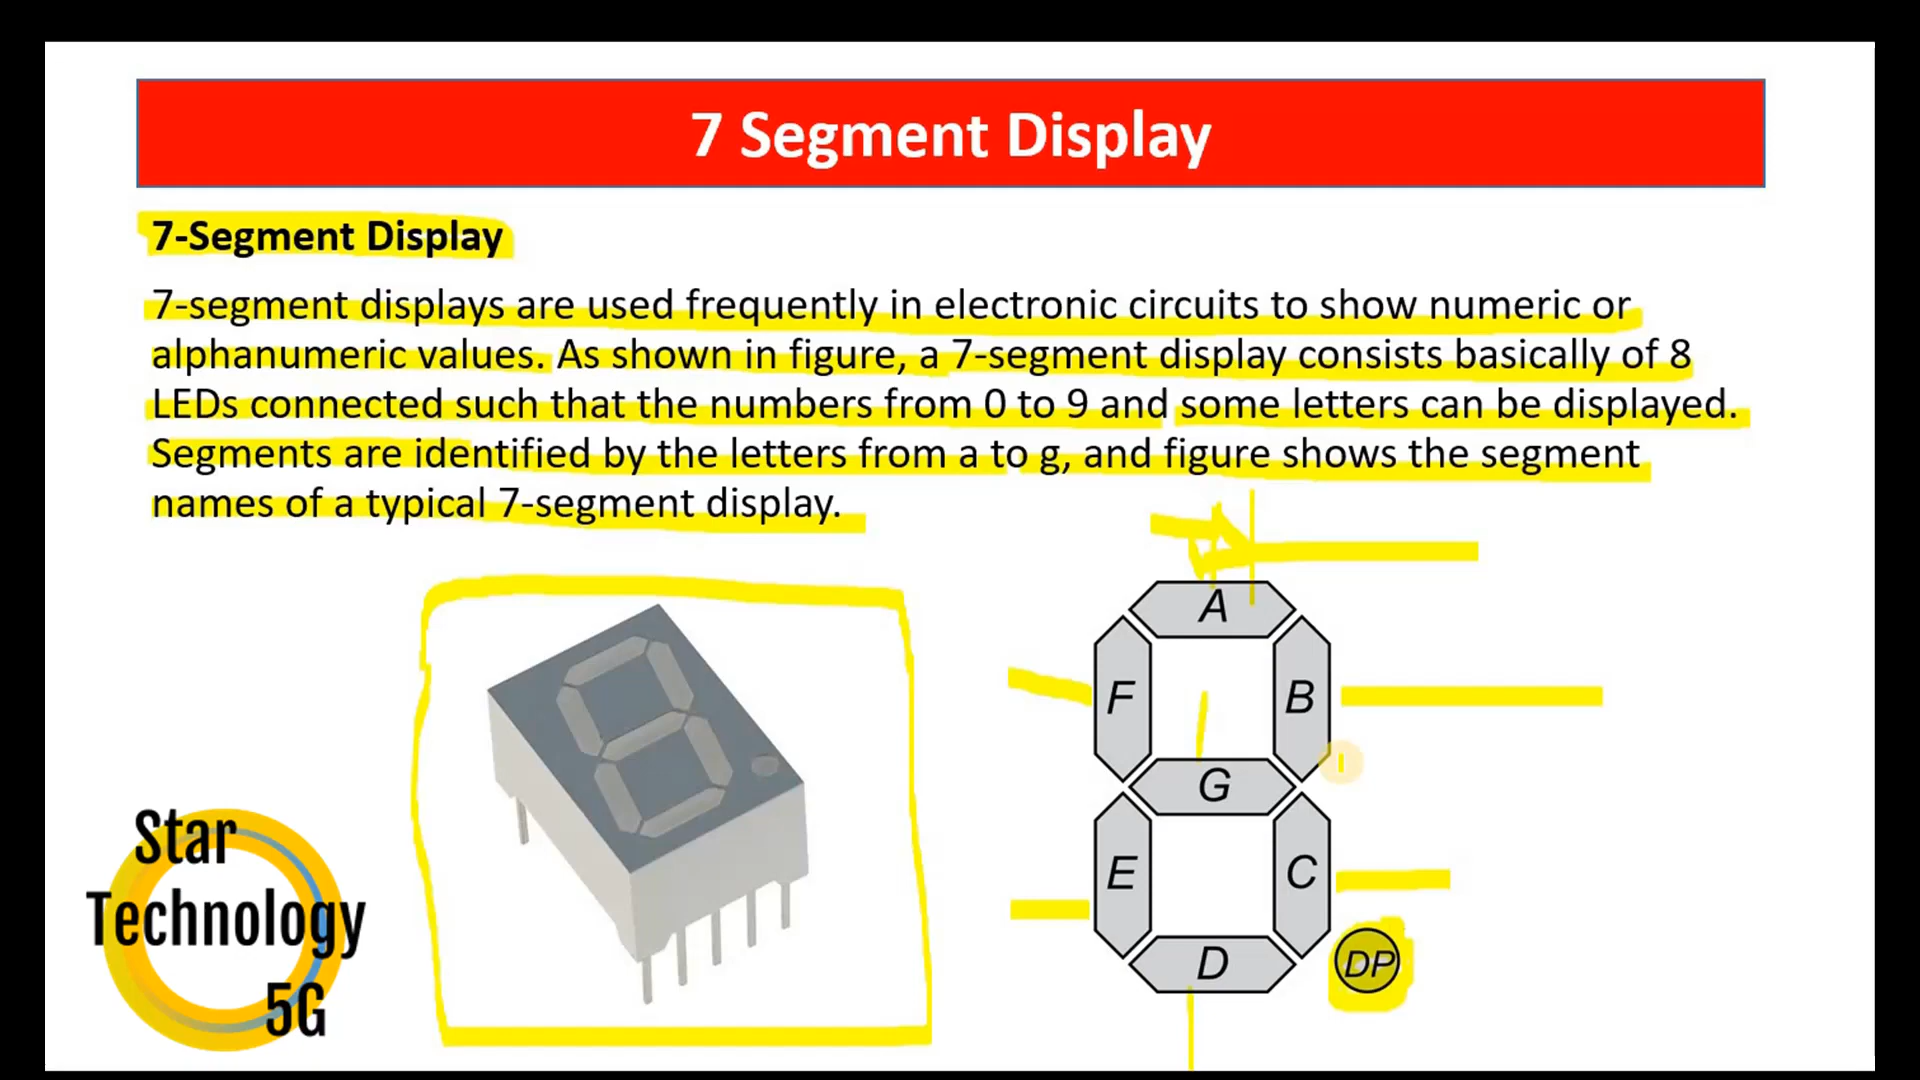 7 Segment Display
7-Segment Display
7-segment displays are used frequently in electronic circuits to show numeric or
alphanumeric values. As shown in figure, a 7-segment display consists basically of 8
LEDs connected such that the numbers from 0 to 9 and some letters can be displayed.
Segments are identified by the letters from a to g, and figure shows the segment
names of a typical 7-segment display.
A
F
B
G
E
C
D
DP
Star
Technology
5G